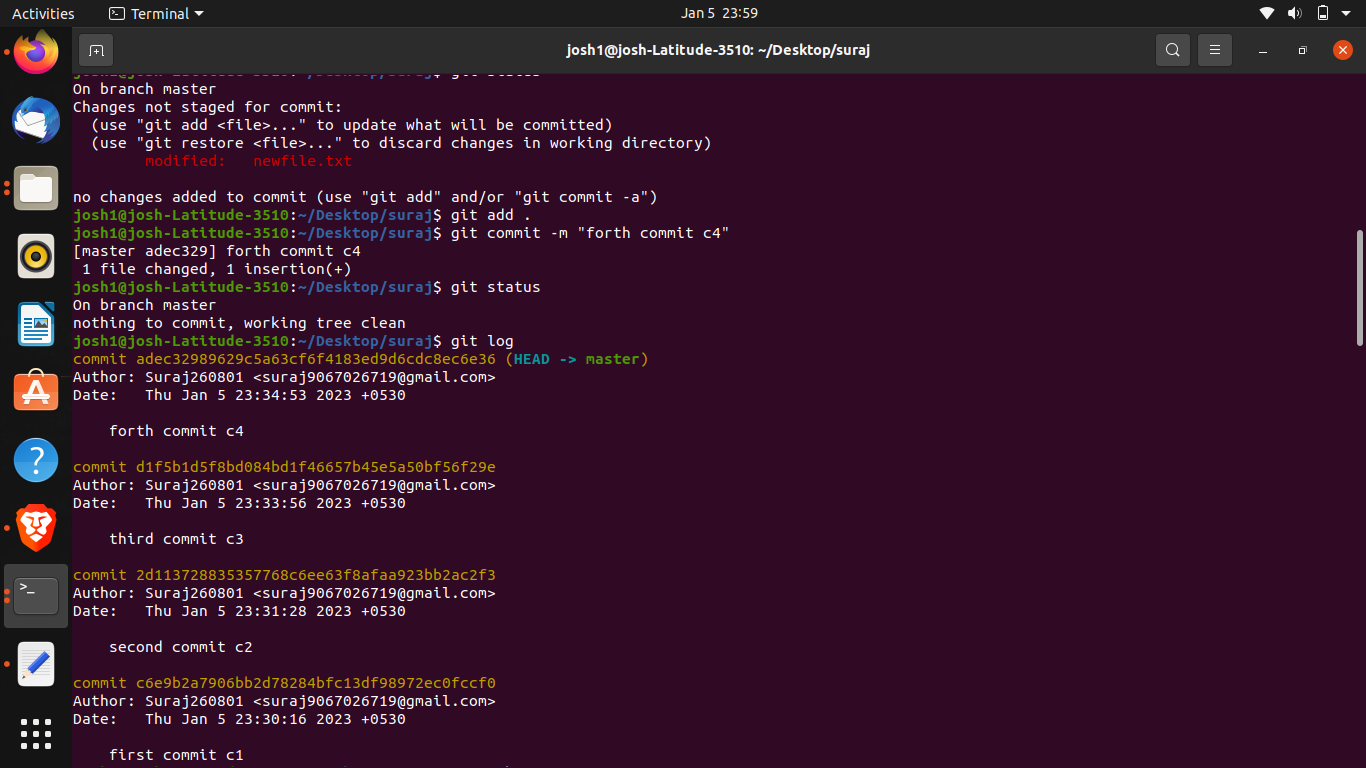 Activities
Terminal
Jan 5 23:59
josh1@josh-Latitude-3510: ~/Desktop/suraj
josh1@josh-Latitude-3510:~/Desktop/suraj$ git status
On branch master
Changes not staged for commit:
  (use "git add <file>..." to update what will be committed)
  (use "git restore <file>..." to discard changes in working directory)
        modified:   newfile.txt
no changes added to commit (use "git add" and/or "git commit -a")
josh1@josh-Latitude-3510:~/Desktop/suraj$ git add .
josh1@josh-Latitude-3510:~/Desktop/suraj$ git commit -m "forth commit c4"
[master adec329] forth commit c4
 1 file changed, 1 insertion(+)
josh1@josh-Latitude-3510:~/Desktop/suraj$ git status
On branch master
nothing to commit, working tree clean
josh1@josh-Latitude-3510:~/Desktop/suraj$ git log
commit adec32989629c5a63cf6f4183ed9d6cdc8ec6e36 (HEAD -> master)
Author: Suraj260801 <suraj9067026719@gmail.com>
Date:   Thu Jan 5 23:34:53 2023 +0530
    forth commit c4
commit d1f5b1d5f8bd084bd1f46657b45e5a50bf56f29e
Author: Suraj260801 <suraj9067026719@gmail.com>
Date:   Thu Jan 5 23:33:56 2023 +0530
    third commit c3
commit 2d113728835357768c6ee63f8afaa923bb2ac2f3
Author: Suraj260801 <suraj9067026719@gmail.com>
Date:   Thu Jan 5 23:31:28 2023 +0530
    second commit c2
commit c6e9b2a7906bb2d78284bfc13df98972ec0fccf0
Author: Suraj260801 <suraj9067026719@gmail.com>
Date:   Thu Jan 5 23:30:16 2023 +0530
    first commit c1